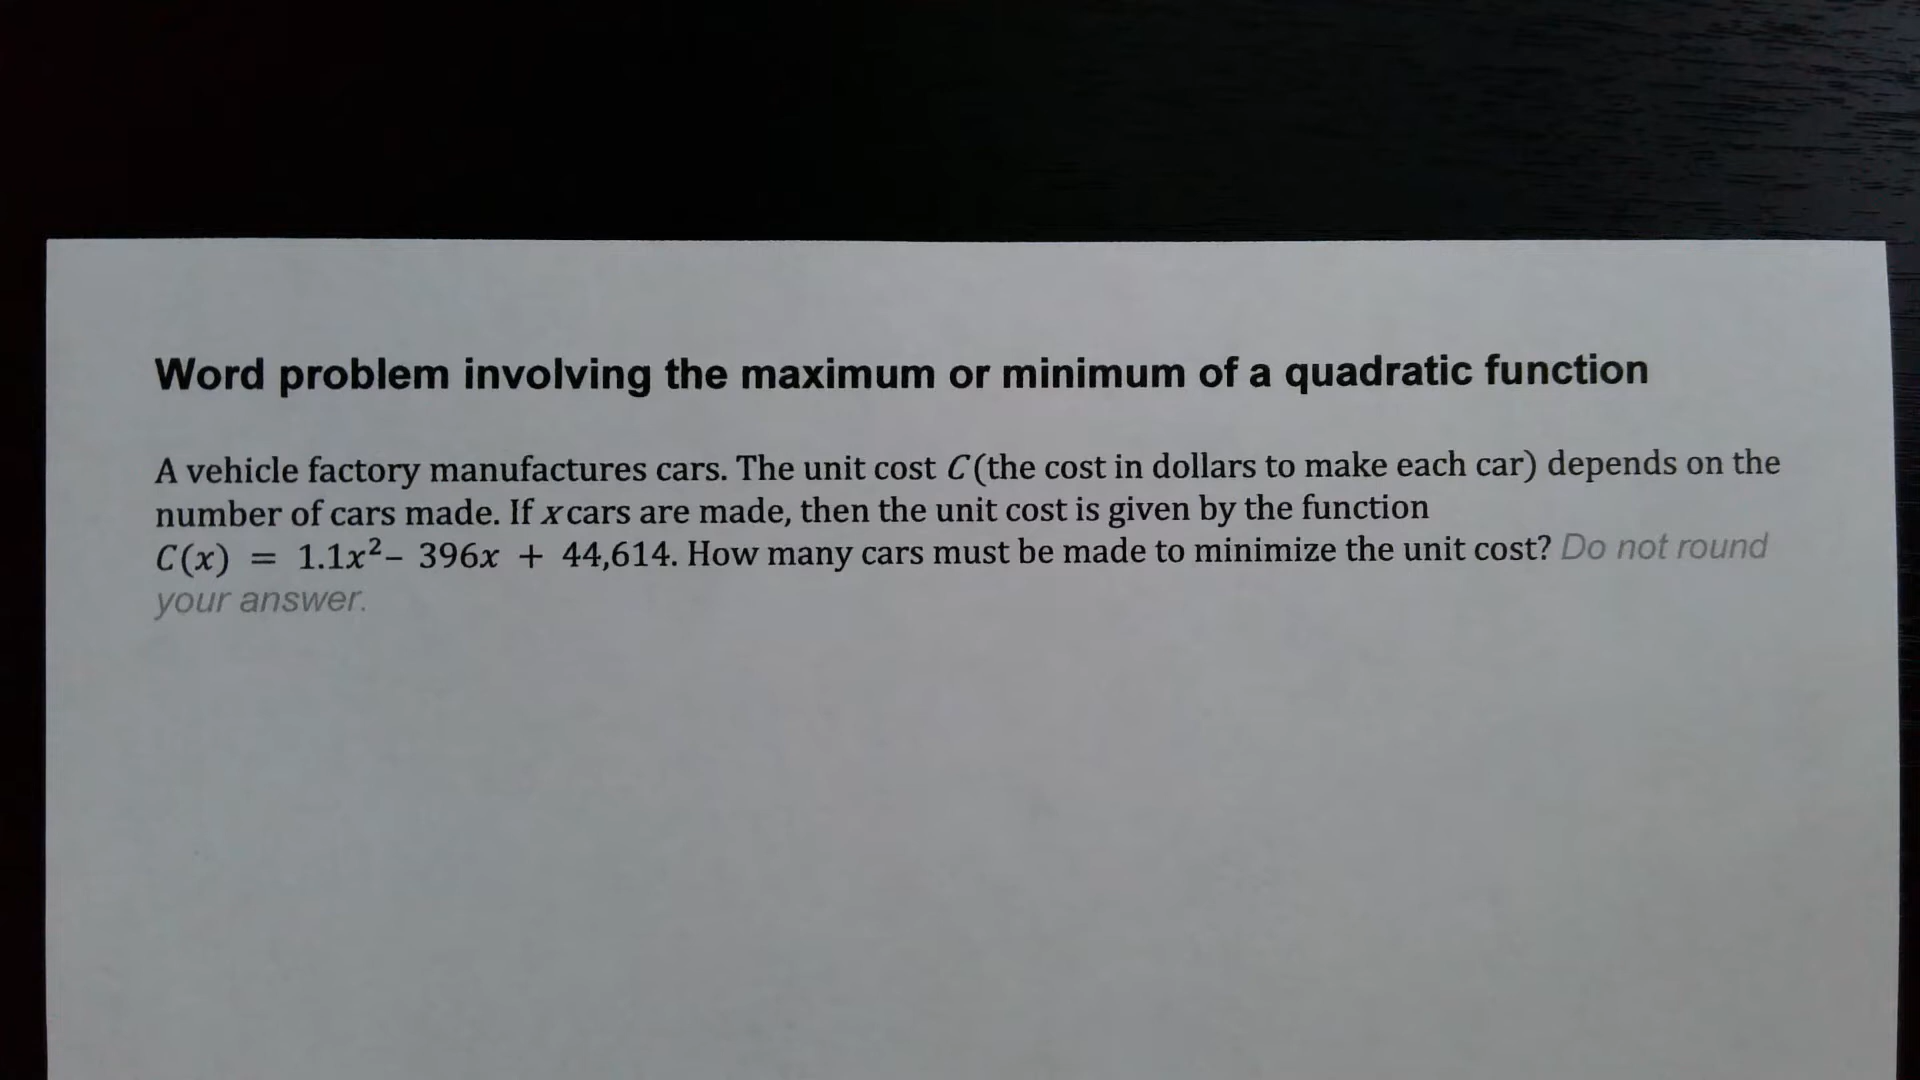 Word problem involving the maximum or minimum of a quadratic function
A vehicle factory manufactures cars. The unit cost C (the cost in dollars to make each car) depends on the
number of cars made. If x cars are made, then the unit cost is given by the function
C(x) = 1.1x²– 396x + 44,614. How many cars must be made to minimize the unit cost? Do not round
your answer.